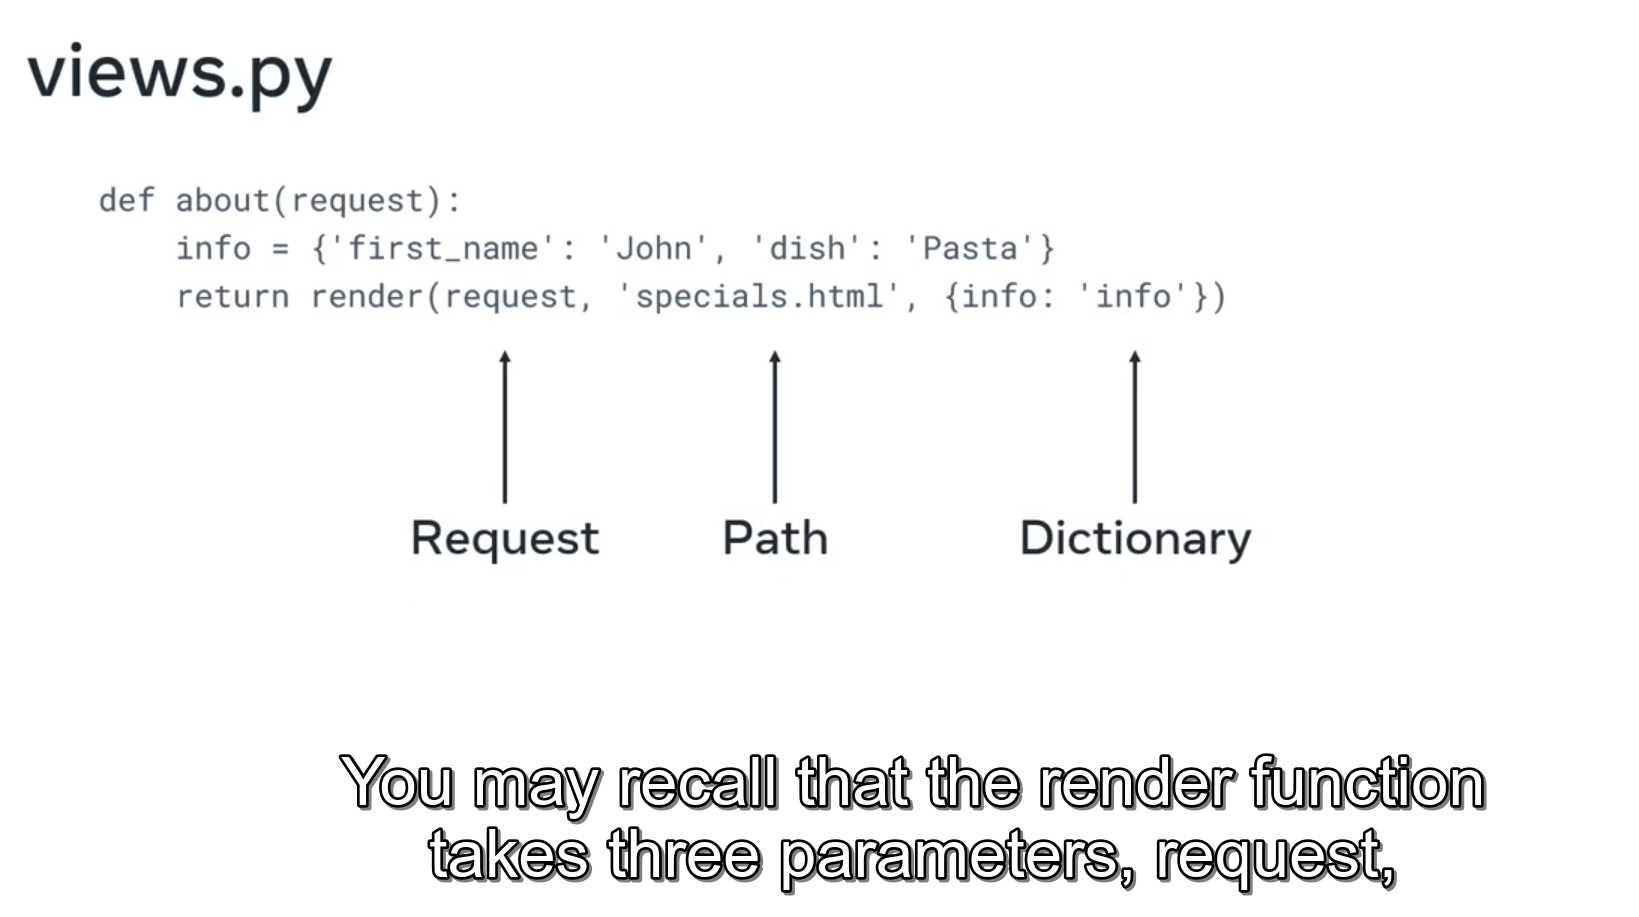 views.py
def about(request):
    info = {'first_name': 'John', 'dish': 'Pasta'}
    return render(request, 'specials.html', {info: 'info'})
Request Path Dictionary
You may recall that the render function
takes three parameters, request,